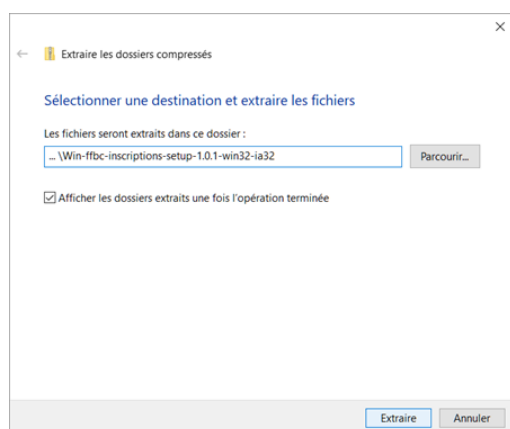 Extraire les dossiers compressés
Sélectionner une destination et extraire les fichiers
Les fichiers seront extraits dans ce dossier :
... \Win-ffbc-inscriptions-setup-1.0.1-win32-ia32
Parcourir...
Afficher les dossiers extraits une fois l'opération terminée
Extraire
Annuler